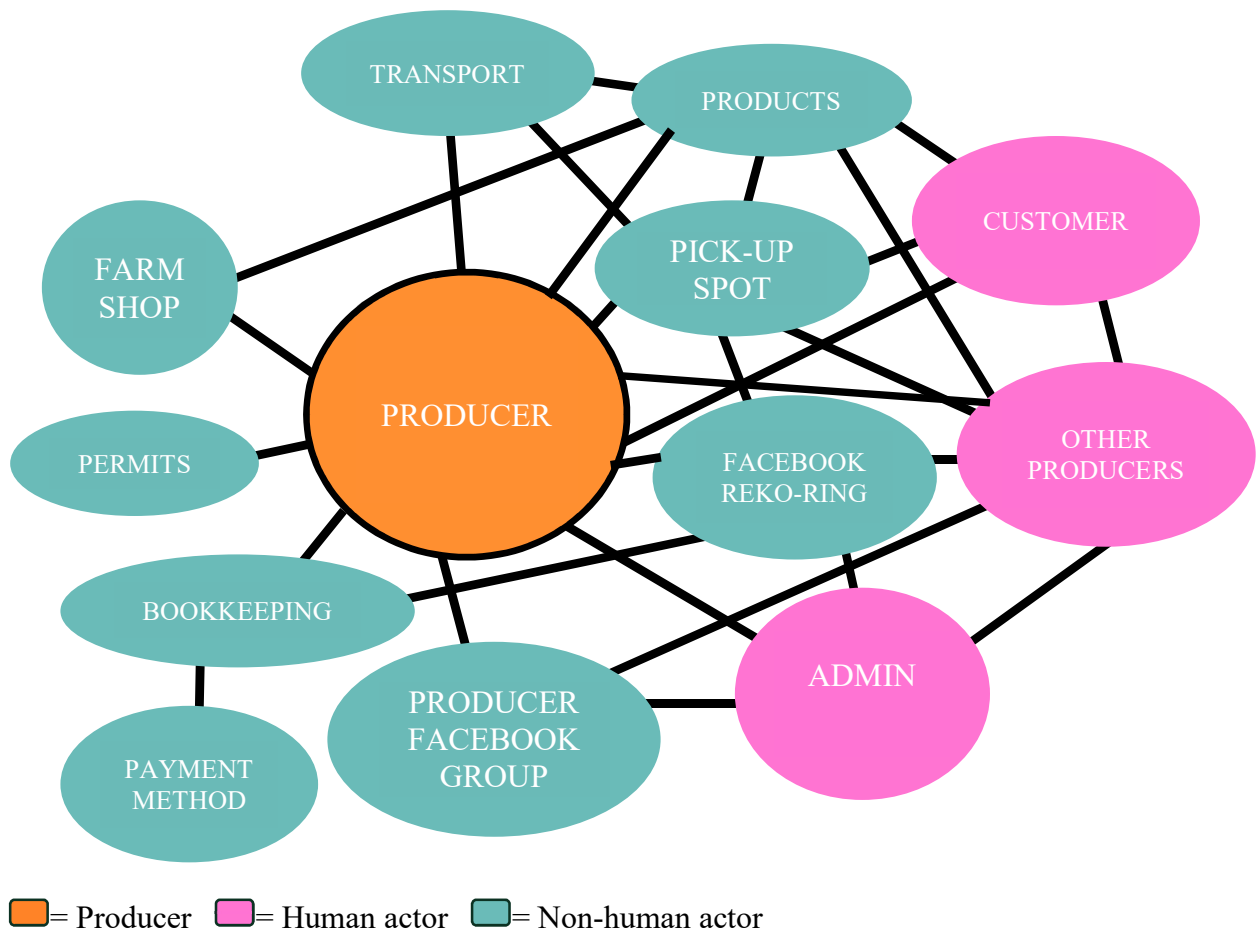 TRANSPORT
PRODUCTS
CUSTOMER
FARM
SHOP
PICK-UP
SPOT
PRODUCER
OTHER
PRODUCERS
PERMITS
FACEBOOK
REKO-RING
BOOKKEEPING
ADMIN
PRODUCER
FACEBOOK
GROUP
PAYMENT
METHOD
= Producer = Human actor = Non-human actor